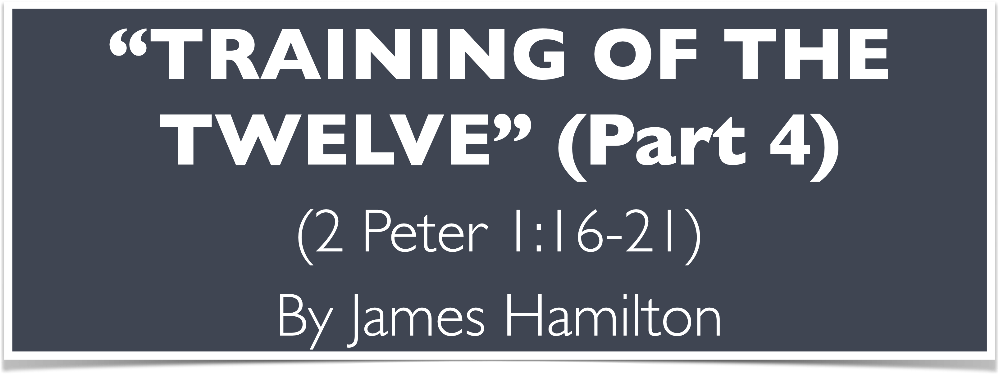 “TRAINING OF THE
TWELVE” (Part 4)
(2 Peter 1:16-21)
By James Hamilton